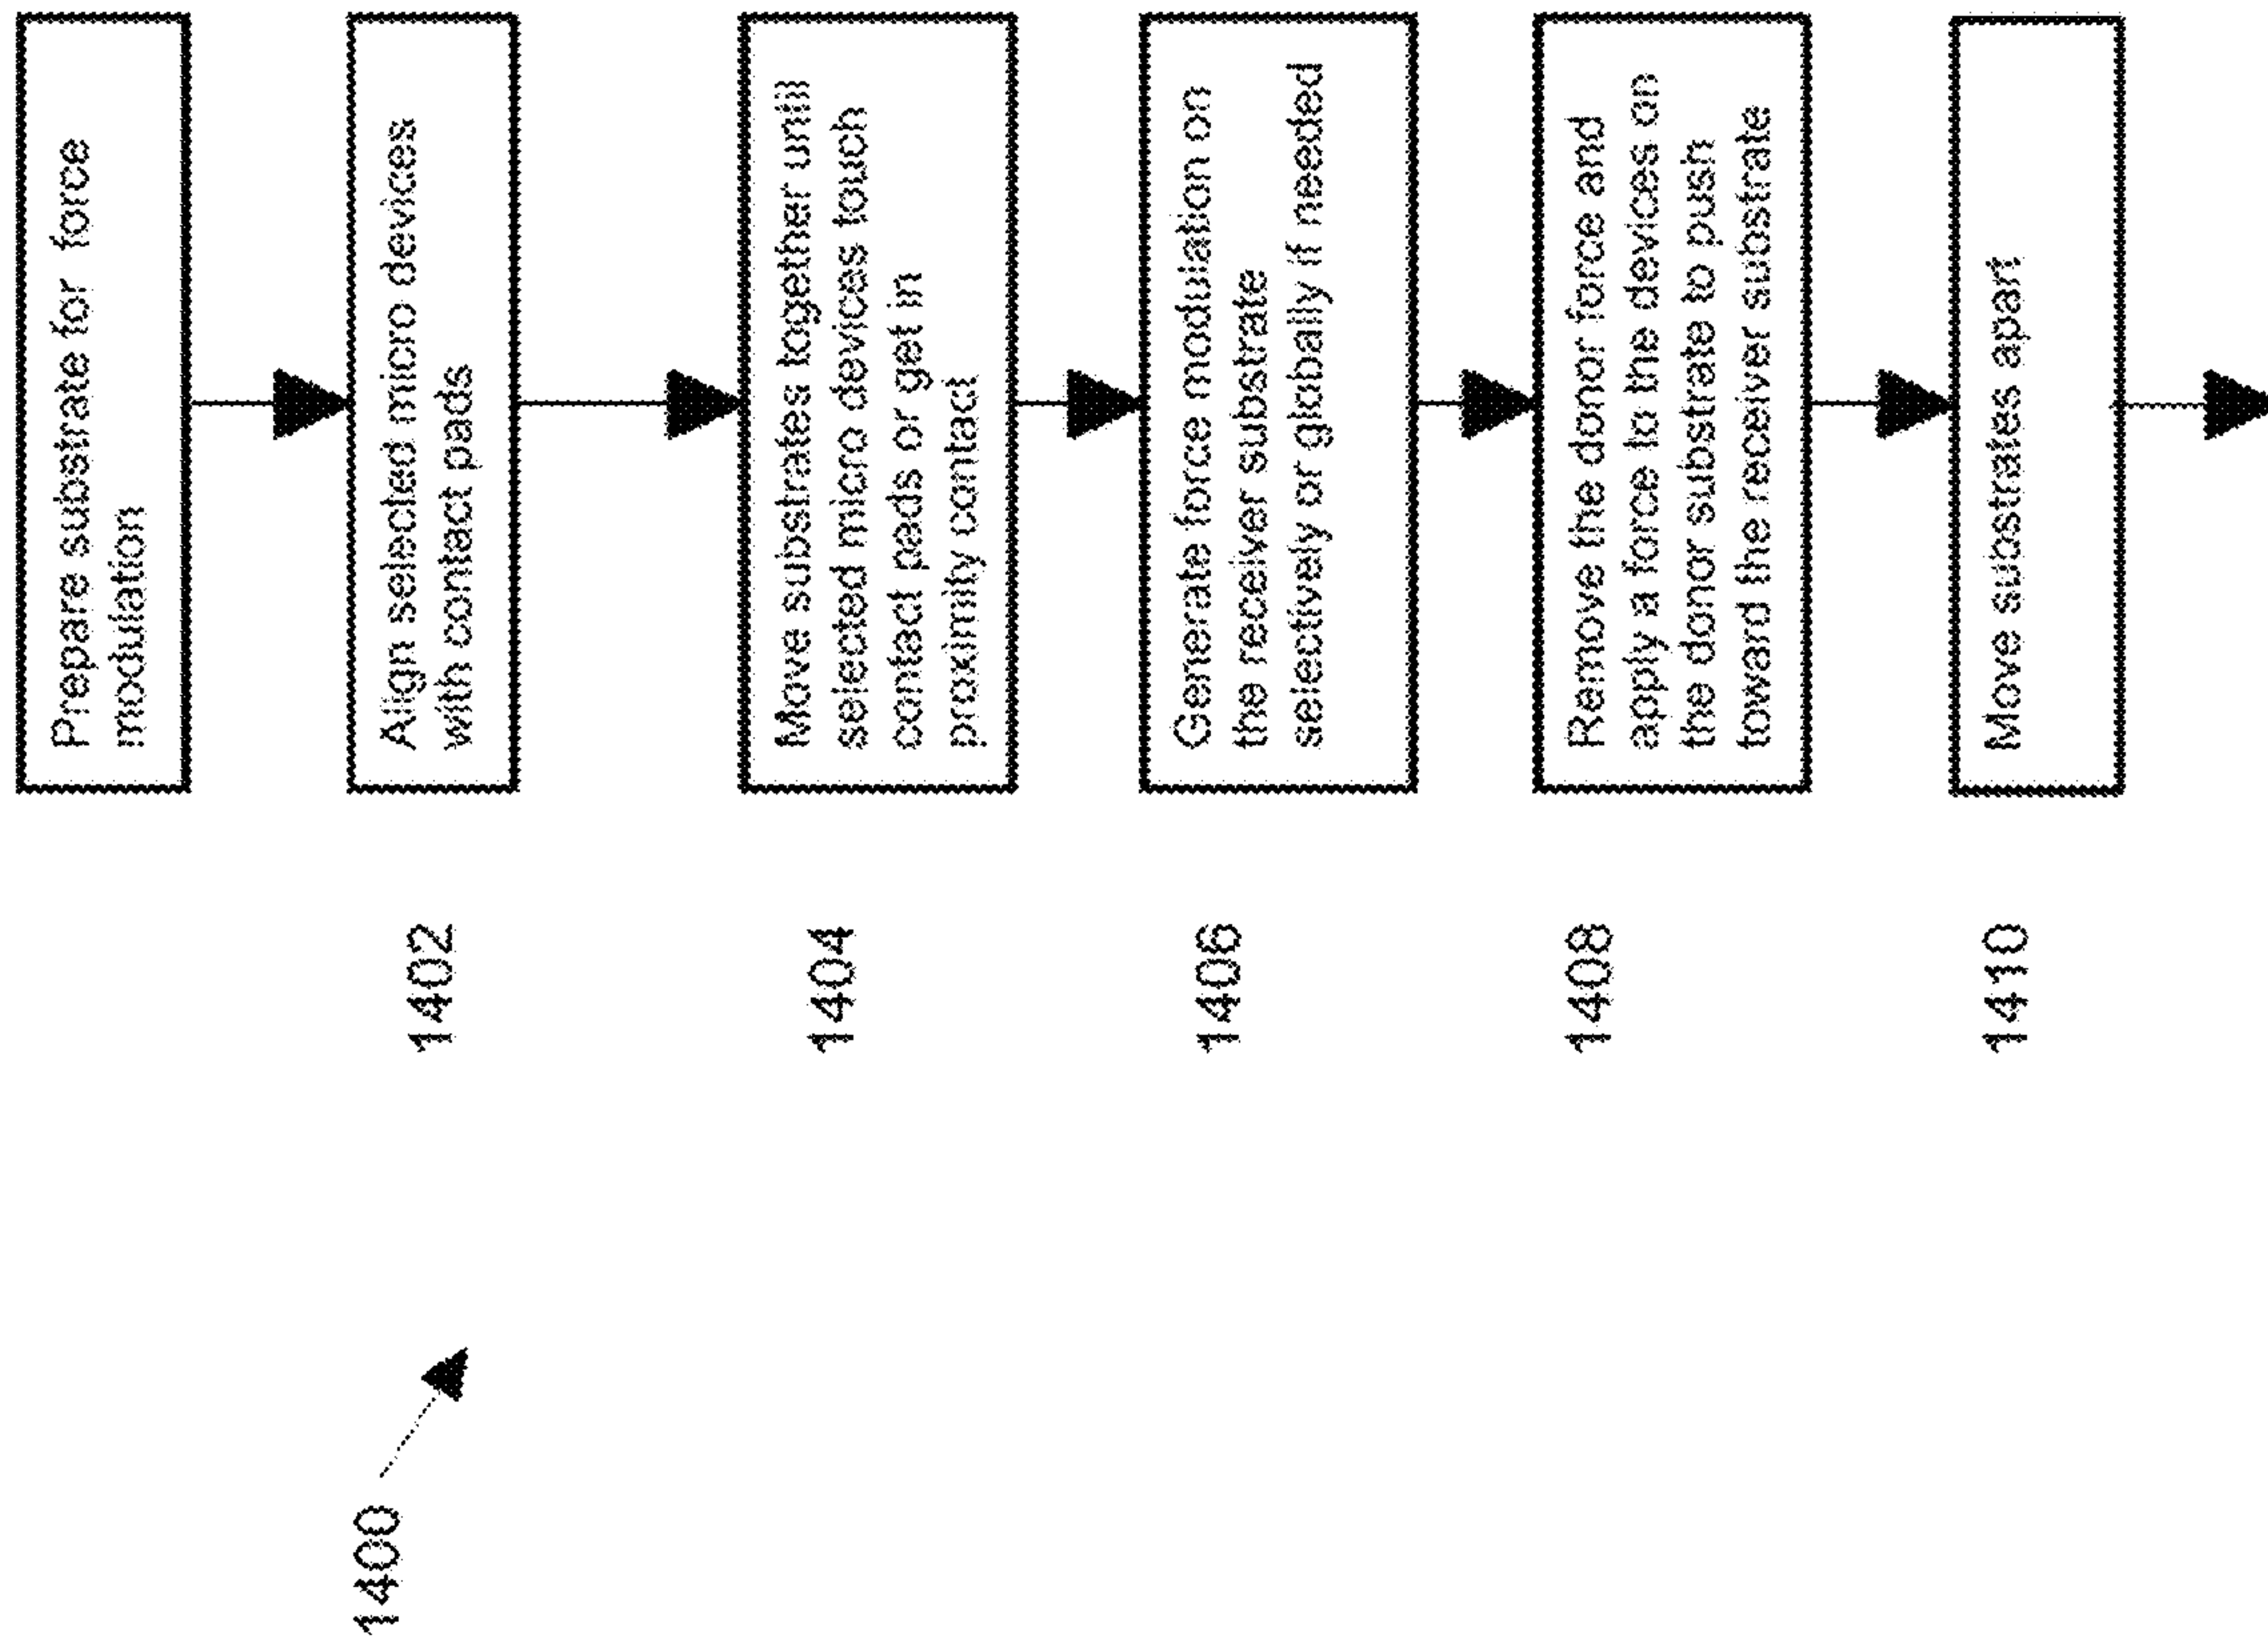 1400
Prepare substrate for force
modulation
1402
Align selected micro devices
with contact pads
1404
Move substrates together untill
selected micro devices touch
contact pads or get in
proximity contact
1406
Generate force modulation on
the receiver substrate
selectively or globally if needed
1408
Remove the donor force and
apply a force to the devices on
the donor substrate to push
toward the receiver substrate
1410
Move substrates apart